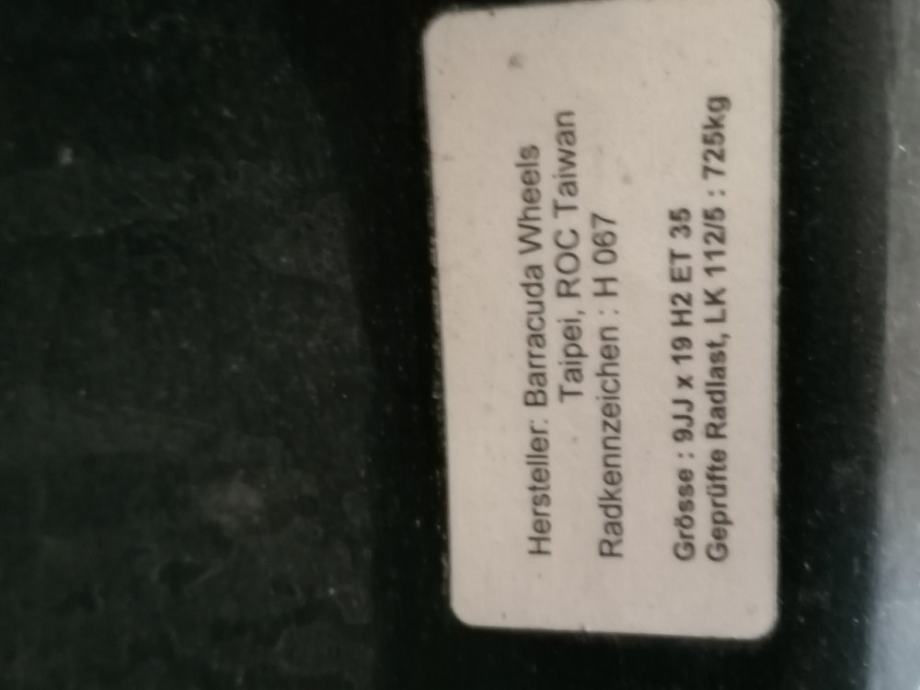 Hersteller: Barracuda Wheels
Taipei, ROC Taiwan
Radkennzeichen : H 067
Grösse : 9JJ x 19 H2 ET 35
Geprüfte Radlast, LK 112/5 : 725kg